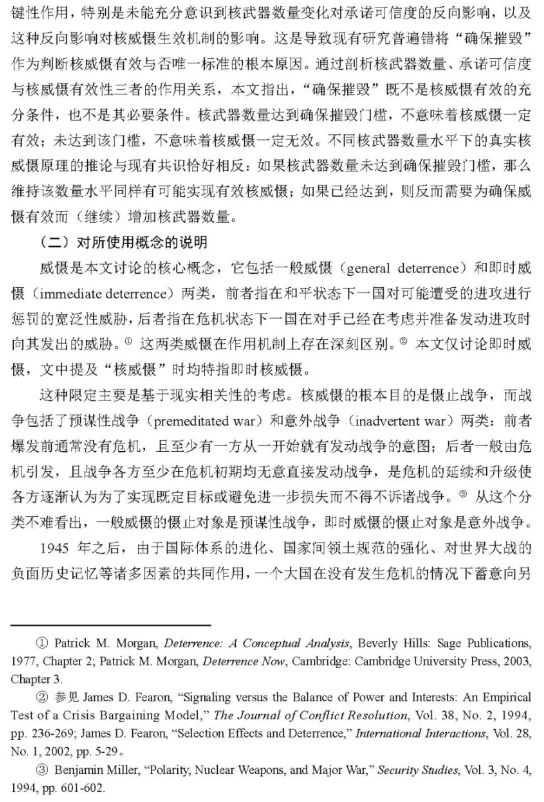 键性作用，特别是未能充分意识到核武器数量变化对承诺可信度的反向影响，以及
这种反向影响对核威慑生效机制的影响。这是导致现有研究普遍错将“确保摧毁”
作为判断核威慑有效与否唯一标准的根本原因。通过剖析核武器数量、承诺可信度
与核威慑有效性三者的作用关系，本文指出，“确保摧毁”既不是核威慑有效的充
分条件，也不是其必要条件。核武器数量达到确保摧毁门槛，不意味着核威慑一定
有效；未达到该门槛，不意味着核威慑一定无效。不同核武器数量水平下的真实核
威慑原理的推论与现有共识恰好相反：如果核武器数量未达到确保摧毁门槛，那么
维持该数量水平同样有可能实现有效核威慑；如果已经达到，则反而需要为确保威
慑有效而（继续）增加核武器数量。
（二）对所使用概念的说明
威慑是本文讨论的核心概念，它包括一般威慑（general deterrence）和即时威
慑（immediate deterrence）两类，前者指在和平状态下一国对可能遭受的进攻进行
惩罚的宽泛性威胁，后者指在危机状态下一国在对手已经在考虑并准备发动进攻时
向其发出的威胁。① 这两类威慑在作用机制上存在深刻区别。② 本文仅讨论即时威
慑，文中提及“核威慑”时均特指即时核威慑。
这种限定主要是基于现实相关性的考虑。核威慑的根本目的是慑止战争，而战
争包括了预谋性战争（premeditated war）和意外战争（inadvertent war）两类：前者
爆发前通常没有危机，且至少有一方从一开始就有发动战争的意图；后者一般由危
机引发，且战争各方至少在危机初期均无意直接发动战争，是危机的延续和升级使
各方逐渐认为为了实现既定目标或避免进一步损失而不得不诉诸战争。③ 从这个分
类不难看出，一般威慑的慑止对象是预谋性战争，即时威慑的慑止对象是意外战争。
1945 年之后，由于国际体系的进化、国家间领土规范的强化、对世界大战的
负面历史记忆等诸多因素的共同作用，一个大国在没有发生危机的情况下蓄意向另
① Patrick M. Morgan, Deterrence: A Conceptual Analysis, Beverly Hills: Sage Publications,
1977, Chapter 2; Patrick M. Morgan, Deterrence Now, Cambridge: Cambridge University Press, 2003,
Chapter 3.
② 参见 James D. Fearon, “Signaling versus the Balance of Power and Interests: An Empirical
Test of a Crisis Bargaining Model,” The Journal of Conflict Resolution, Vol. 38, No. 2, 1994,
pp. 236-269; James D. Fearon, “Selection Effects and Deterrence,” International Interactions, Vol. 28,
No. 1, 2002, pp. 5-29。
③ Benjamin Miller, “Polarity, Nuclear Weapons, and Major War,” Security Studies, Vol. 3, No. 4,
1994, pp. 601-602.